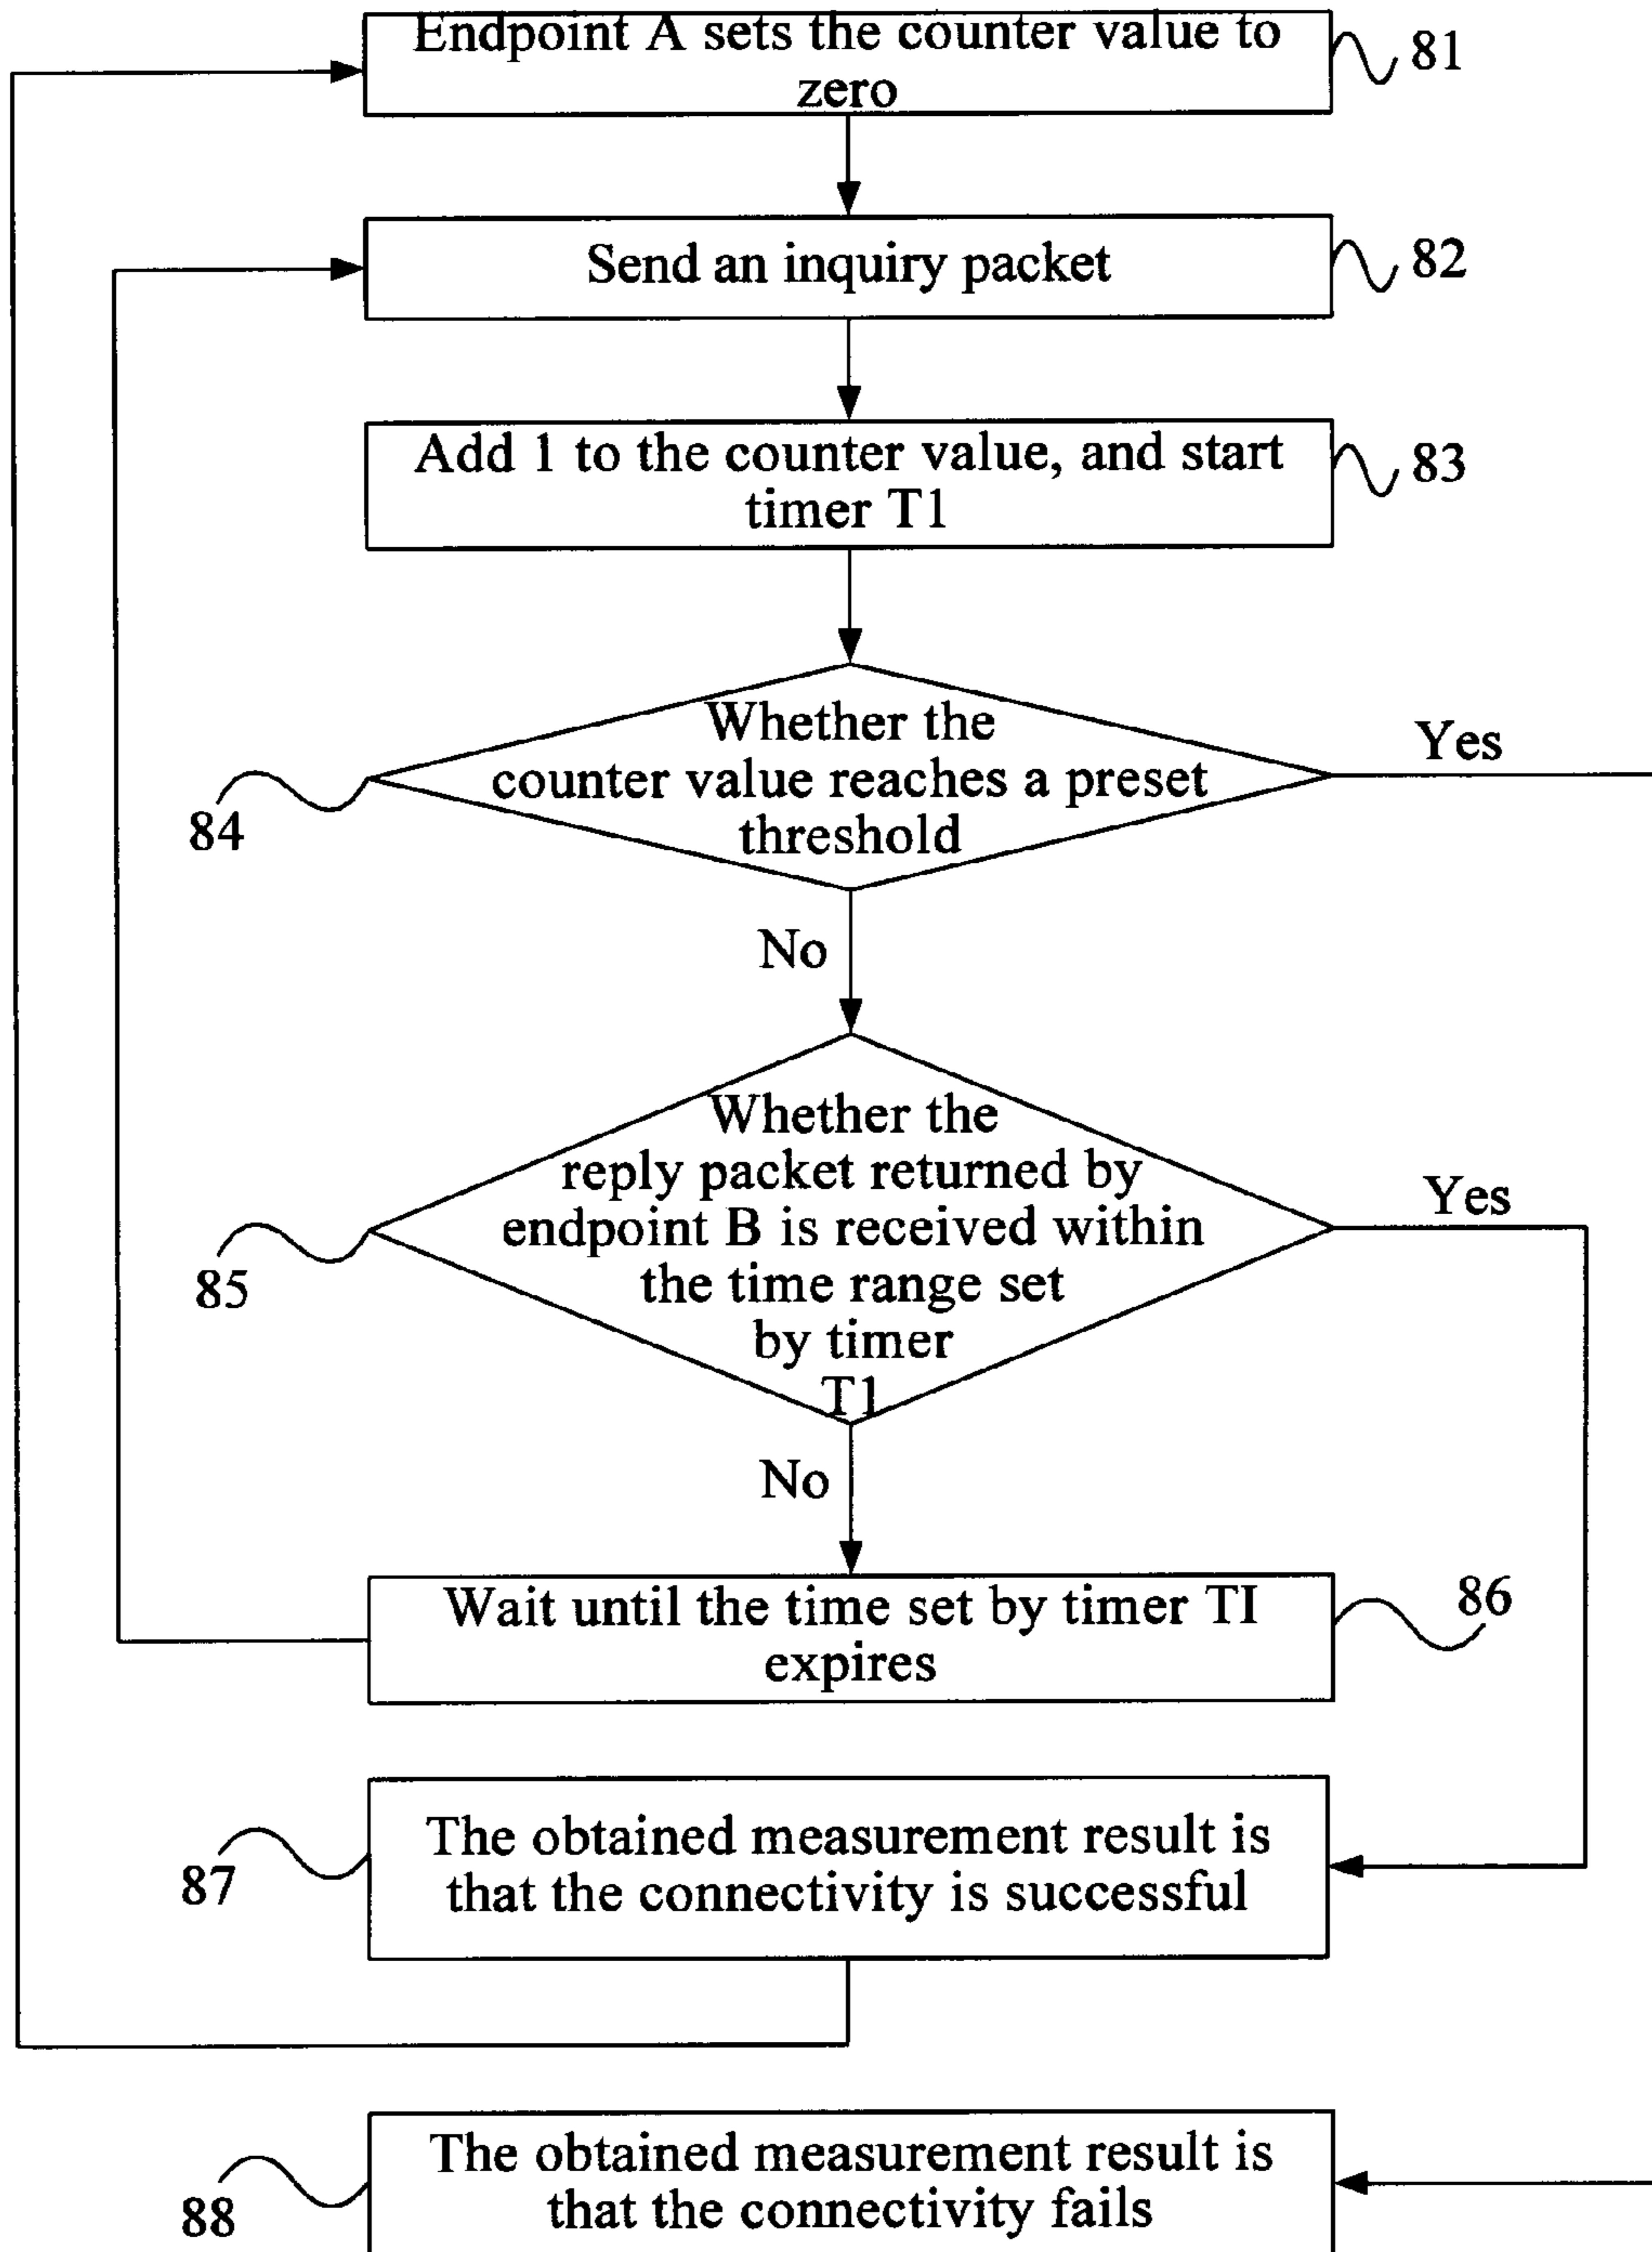 Endpoint A sets the counter value to
zero
81
Send an inquiry packet
82
Add 1 to the counter value, and start
timer T1
83
Whether the
counter value reaches a preset
threshold
Yes
84
No
Whether the
reply packet returned by
endpoint B is received within
the time range set
by timer
T1
Yes
85
No
Wait until the time set by timer TI
expires
86
The obtained measurement result is
that the connectivity is successful
87
The obtained measurement result is
that the connectivity fails
88